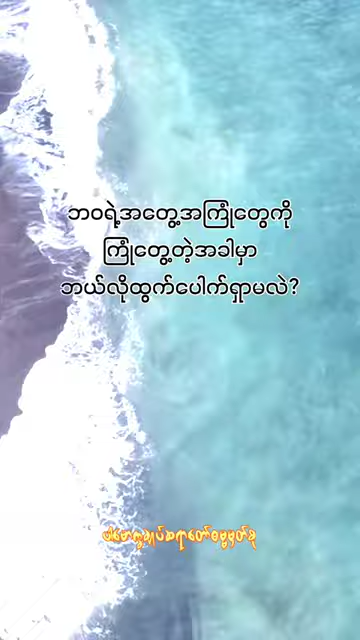 ဘဝရဲ့အတွေ့အကြုံတွေကို
ကြုံတွေ့တဲ့အခါမှာ
ဘယ်လိုထွက်ပေါက်ရှာမလဲ?